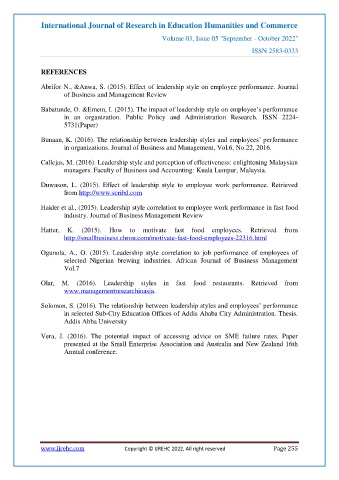 International Journal of Research in Education Humanities and Commerce
Volume 03, Issue 05 "September - October 2022"
ISSN 2583-0333
REFERENCES
Abrifor N., &Anwa, S. (2015). Effect of leadership style on employee performance. Journal
of Business and Management Review
Babatunde, O. &Emem, I. (2015). The impact of leadership style on employee's performance
in an organization. Public Policy and Administration Research. ISSN 2224-
5731(Paper)
Bunaan, K. (2016). The relationship between leadership styles and employees' performance
in organizations. Journal of Business and Management, Vol.6, No.22, 2016.
Callejas, M. (2016). Leadership style and perception of effectiveness: enlightening Malaysian
managers. Faculty of Business and Accounting: Kuala Lumpur, Malaysia.
Duwason, L. (2015). Effect of leadership style to employee work performance. Retrieved
from http://www.scribd.com
Haider et al., (2015). Leadership style correlation to employee work performance in fast food
industry. Journal of Business Management Review
Hatter, K. (2015). How to motivate fast food employees. Retrieved from
http://smallbusiness.chron.com/motivate-fast-food-employees-22316.html
Ogunola, A., O. (2015). Leadership style correlation to job performance of employees of
selected Nigerian brewing industries. African Journal of Business Management
Vol.7
Olar, M. (2016). Leadership styles in fast food restaurants. Retrieved from
www.managementresearchinasia.
Solomon, S. (2016). The relationship between leadership styles and employees' performance
in selected Sub-City Education Offices of Addis Ababa City Administration. Thesis.
Addis Abba University
Vera, J. (2016). The potential impact of accessing advice on SME failure rates. Paper
presented at the Small Enterprise Association and Australia and New Zealand 16th
Annual conference.
www.ijrehc.com Copyright © IJREHC 2022, All right reserved Page 255